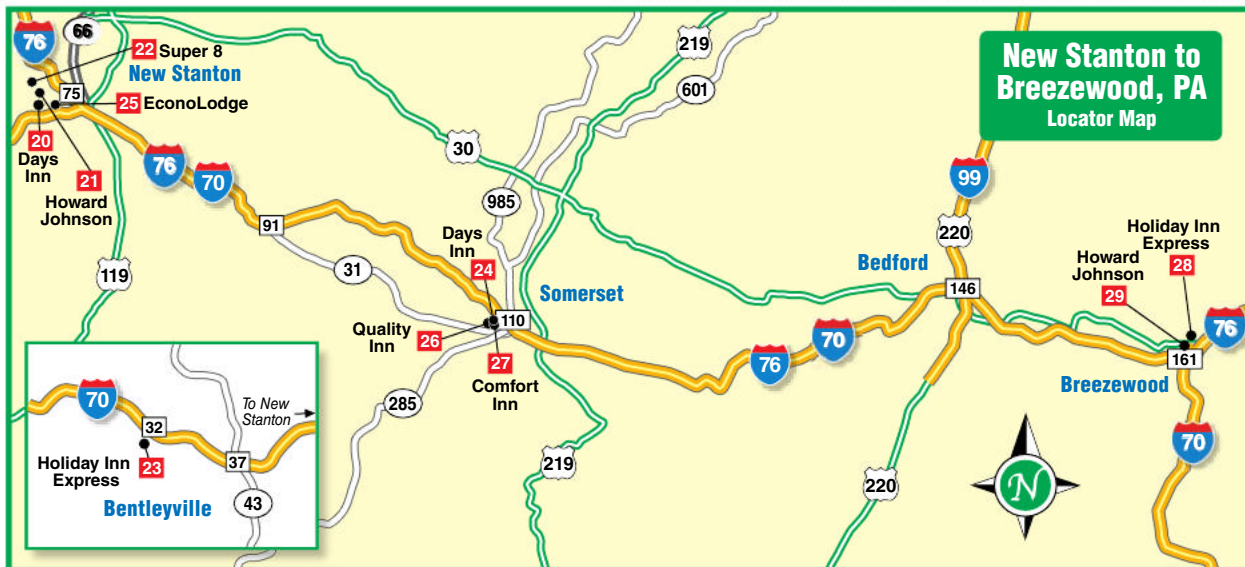 New Stanton to
Breezewood, PA
Locator Map
76
66
22 Super 8
New Stanton
75
25 EconoLodge
20
Days
Inn
21
Howard
Johnson
76
70
119
91
31
30
219
601
985
Days
Inn
24
110
Somerset
Quality
Inn
26
27
Comfort
Inn
285
219
76
70
Bedford
99
220
146
220
Howard
Johnson
29
Holiday Inn
Express
28
76
161
Breezewood
70
N
70
To New
Stanton
32
Holiday Inn
Express
23
37
Bentleyville
43